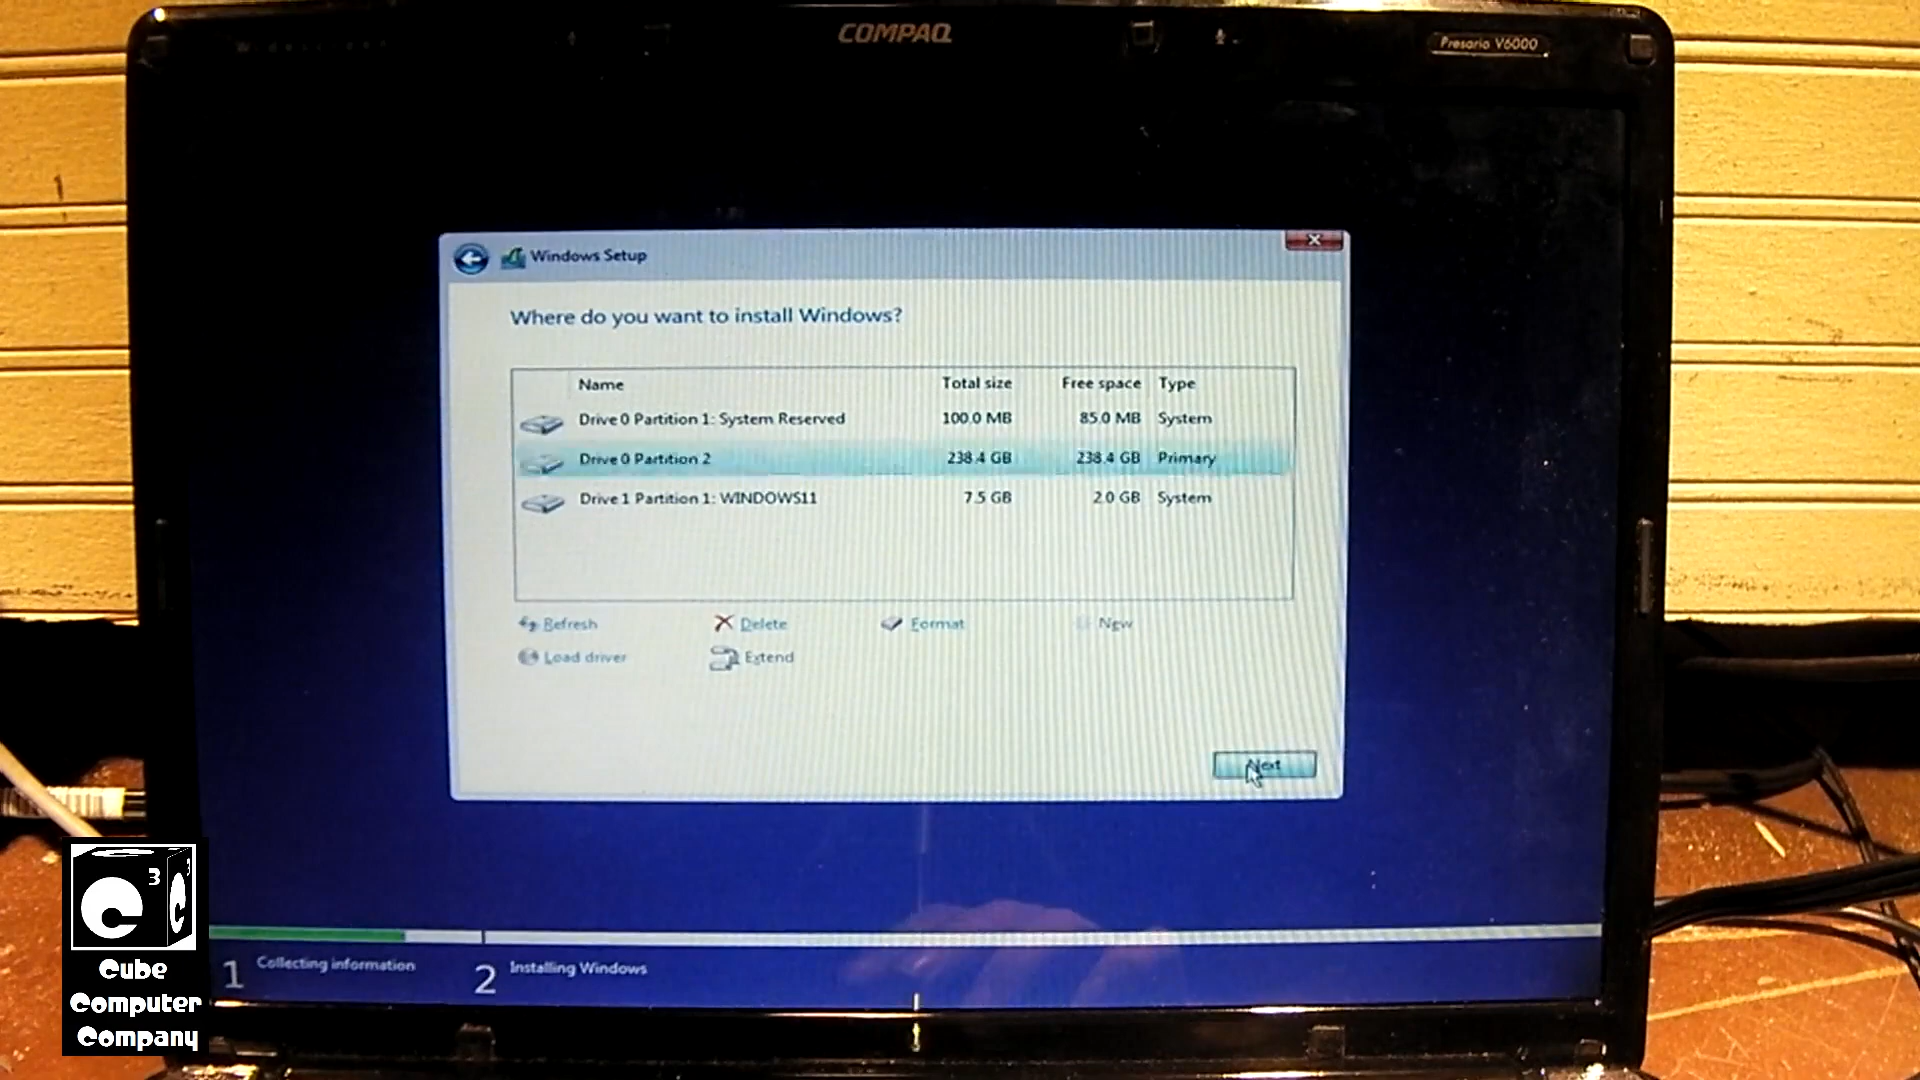 COMPAQ
Presario V6000
Windows Setup
Where do you want to install Windows?
Name Total size Free space Type
Drive 0 Partition 1: System Reserved 100.0 MB 85.0 MB System
Drive 0 Partition 2 238.4 GB 238.4 GB Primary
Drive 1 Partition 1: WINDOWS11 7.5 GB 2.0 GB System
Refresh Delete Format New
Load driver Extend
Next
1 Collecting information 2 Installing Windows
C 3 C 3
Cube
Computer
Company